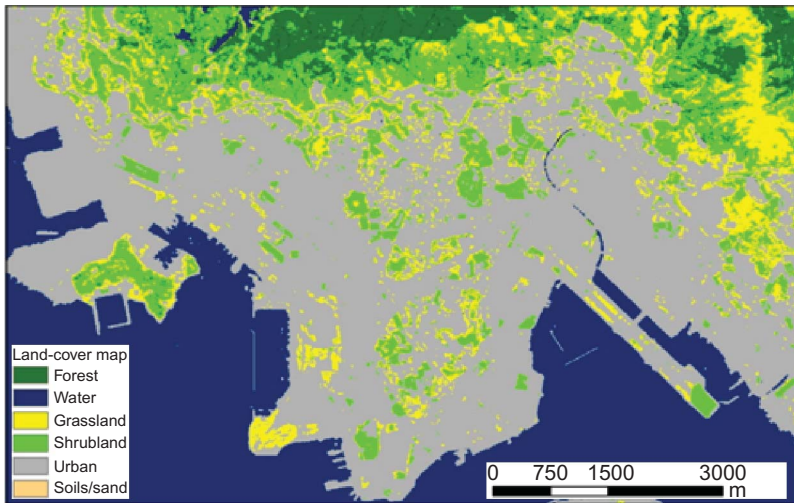 Land-cover map
Forest
Water
Grassland
Shrubland
Urban
Soils/sand
0 750 1500 3000
m